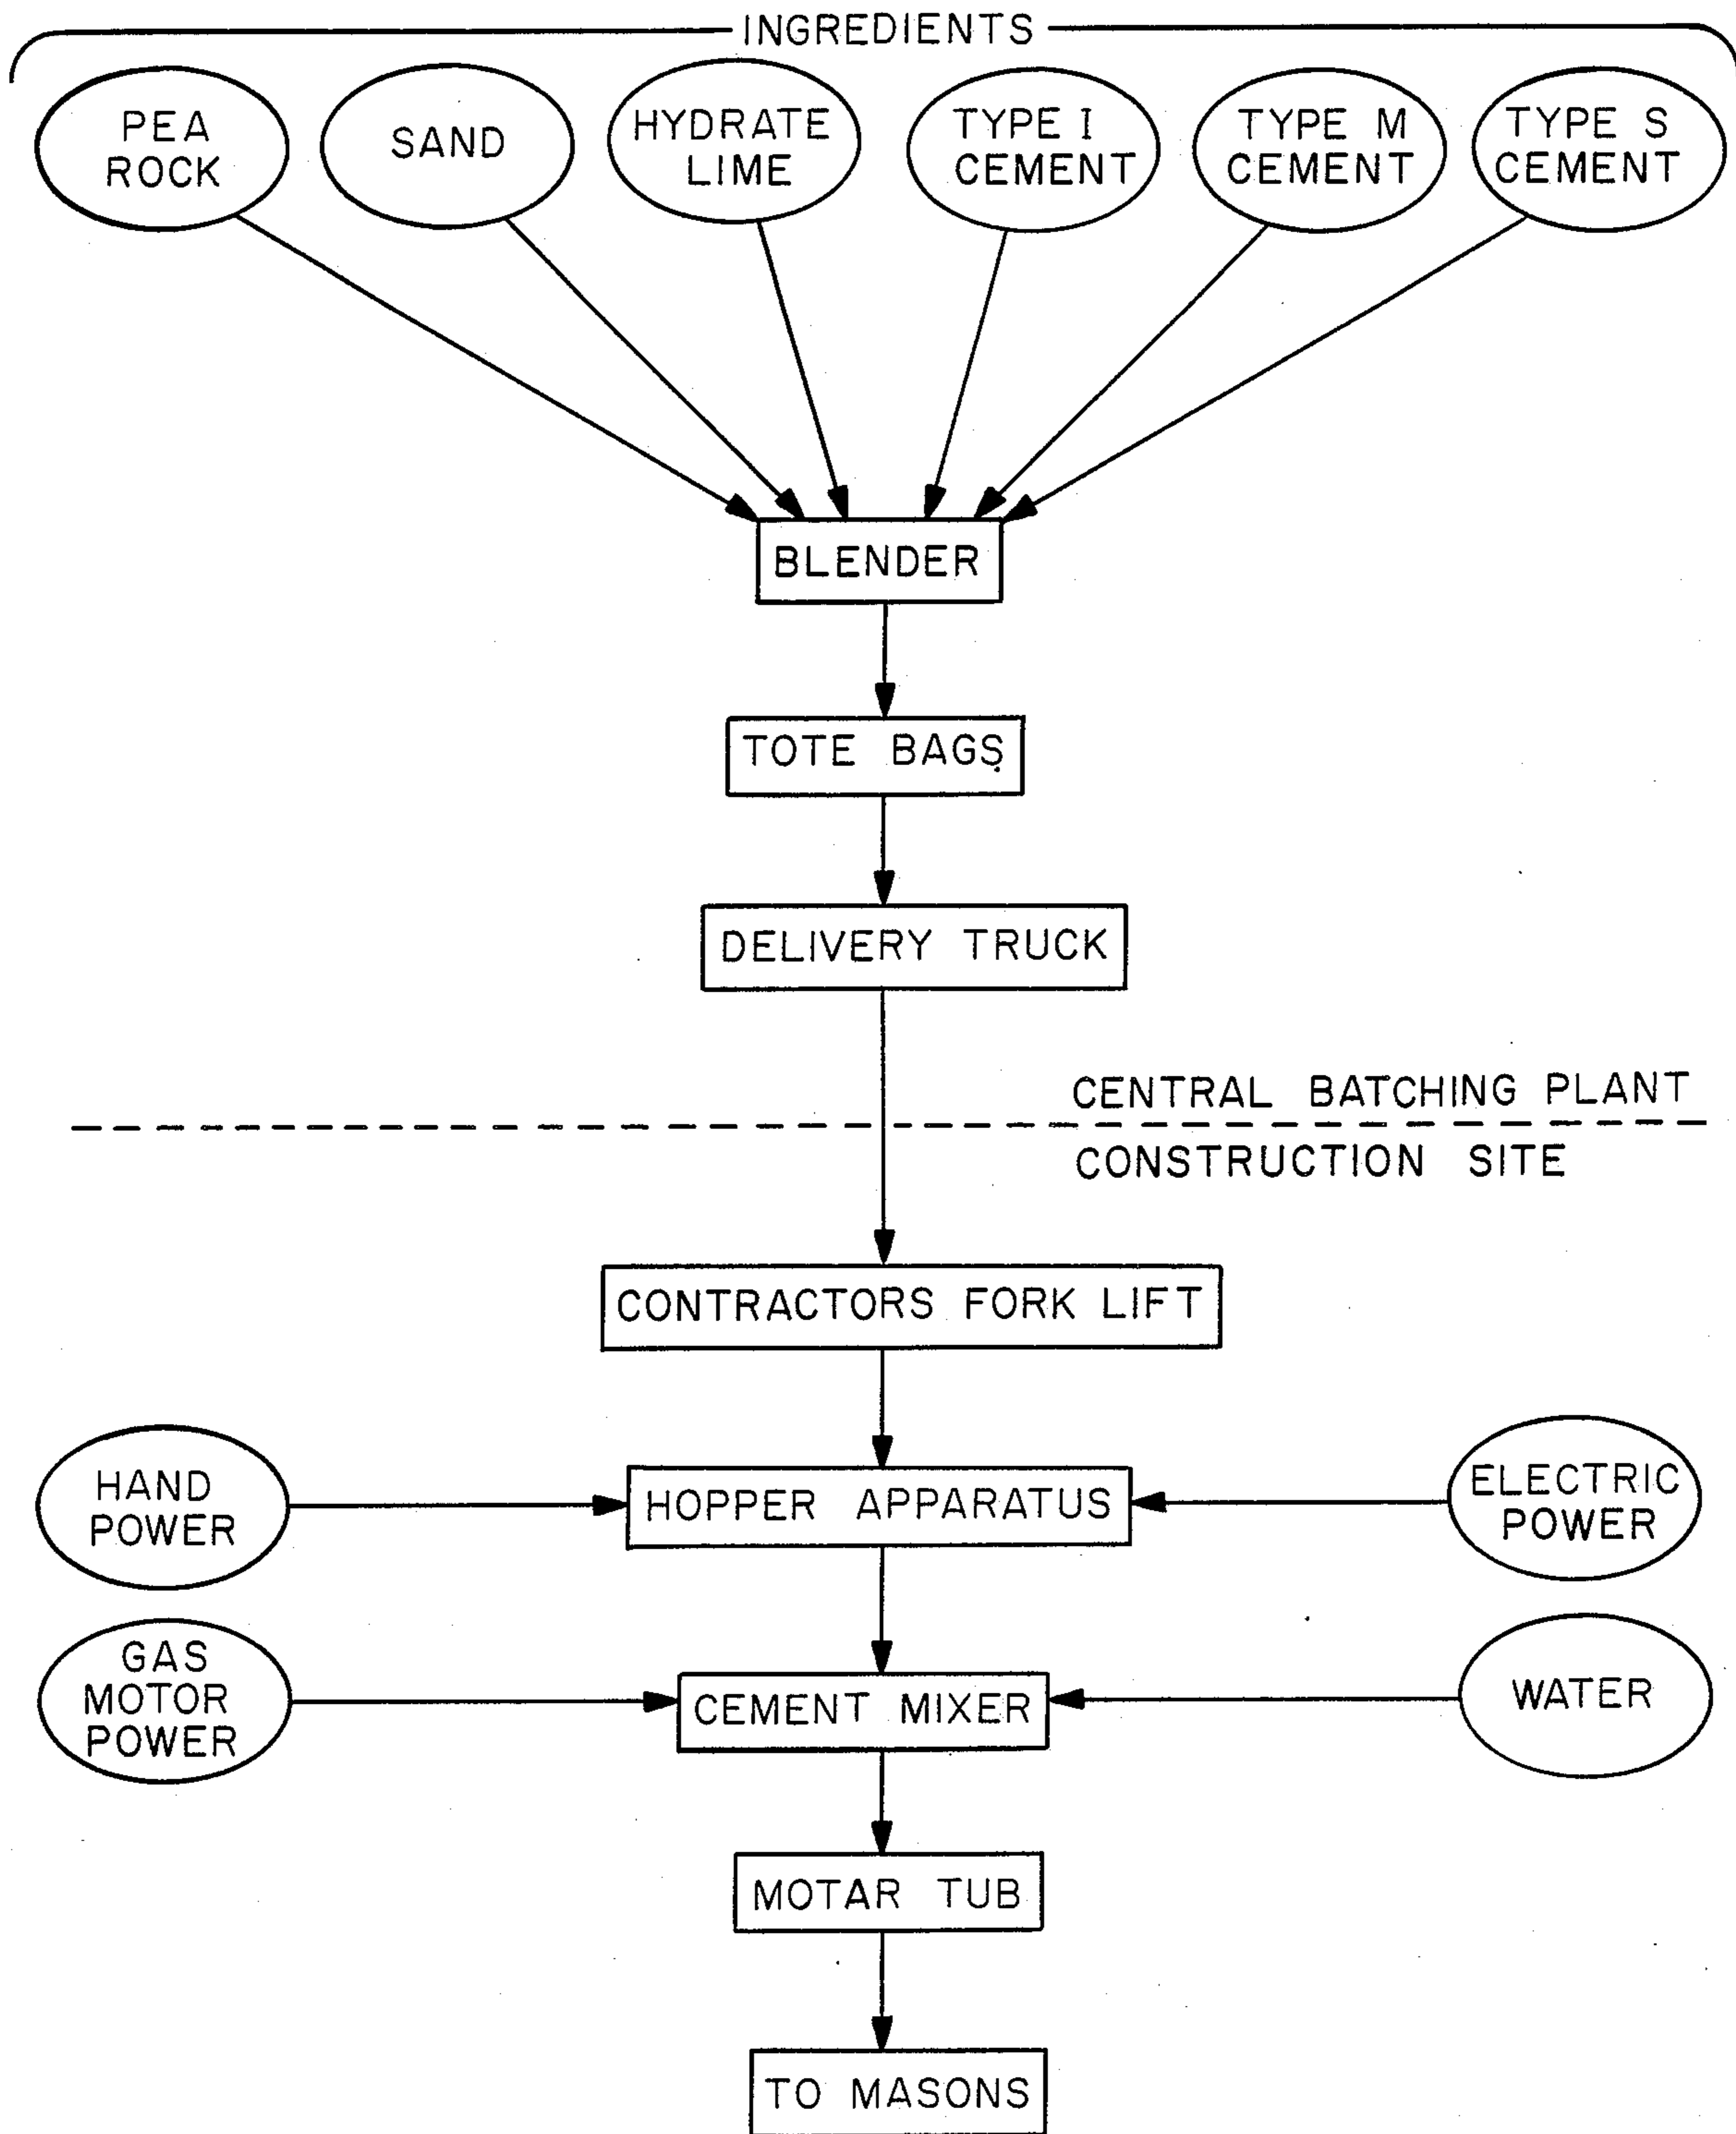 INGREDIENTS
PEA
ROCK
SAND
HYDRATE
LIME
TYPE I
CEMENT
TYPE M
CEMENT
TYPE S
CEMENT
BLENDER
TOTE BAGS
DELIVERY TRUCK
CENTRAL BATCHING PLANT
CONSTRUCTION SITE
CONTRACTORS FORK LIFT
HAND
POWER
HOPPER APPARATUS
ELECTRIC
POWER
GAS
MOTOR
POWER
CEMENT MIXER
WATER
MOTAR TUB
TO MASONS